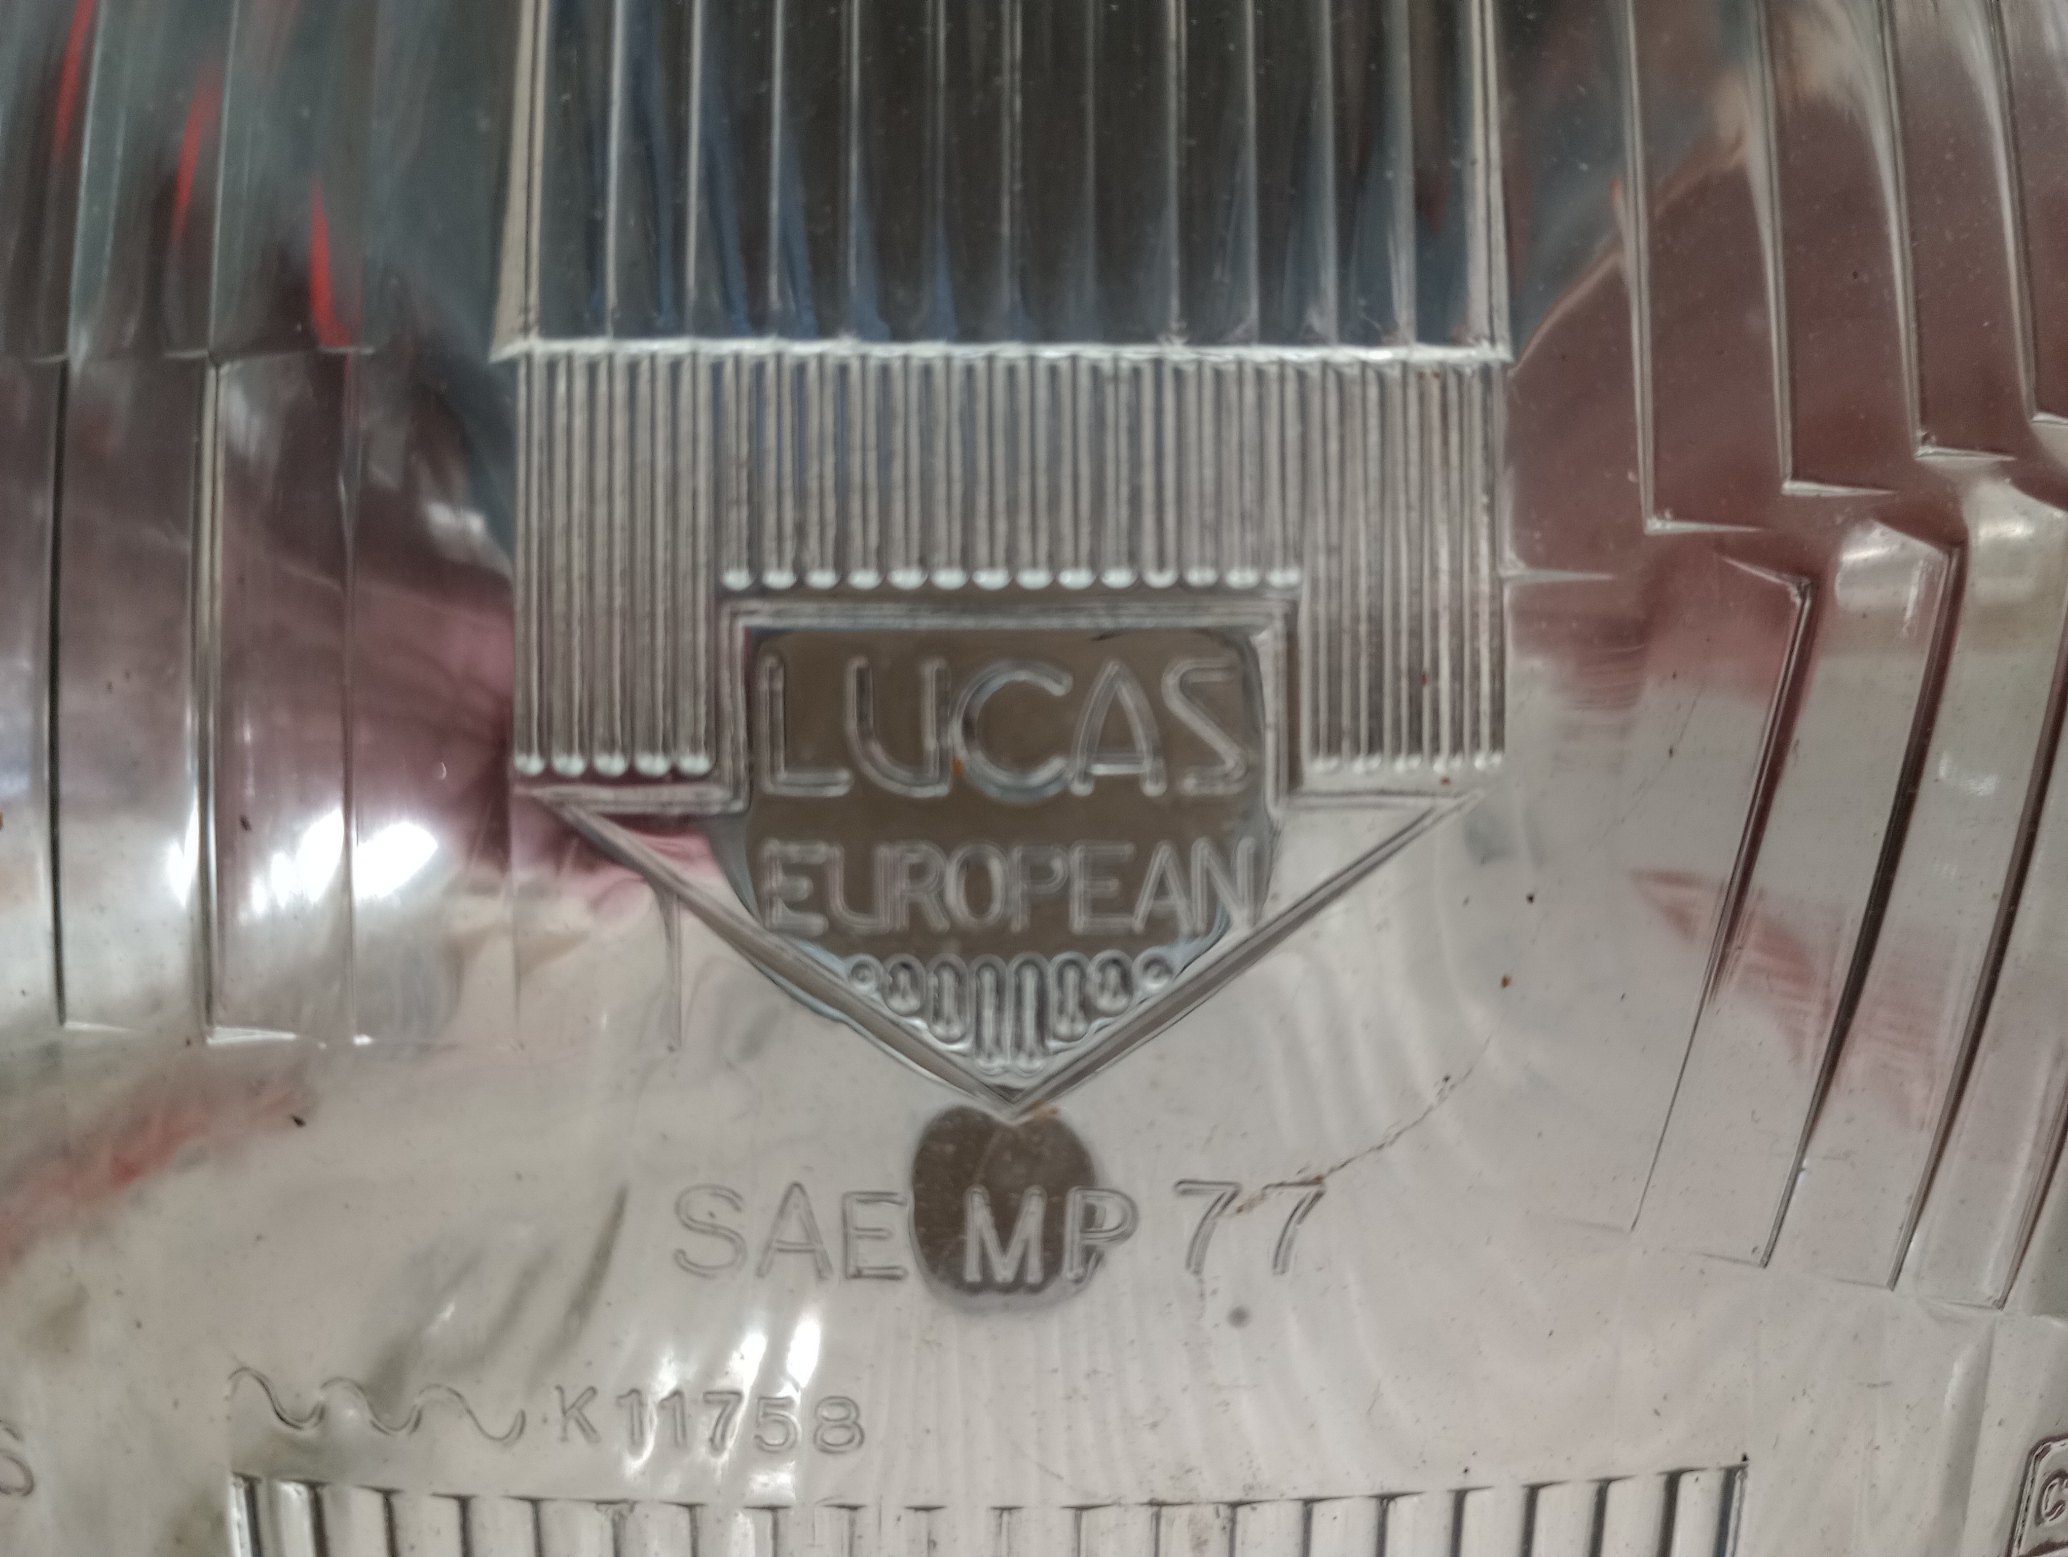 LUCAS
EUROPEAN
SAE MP 77
K11758